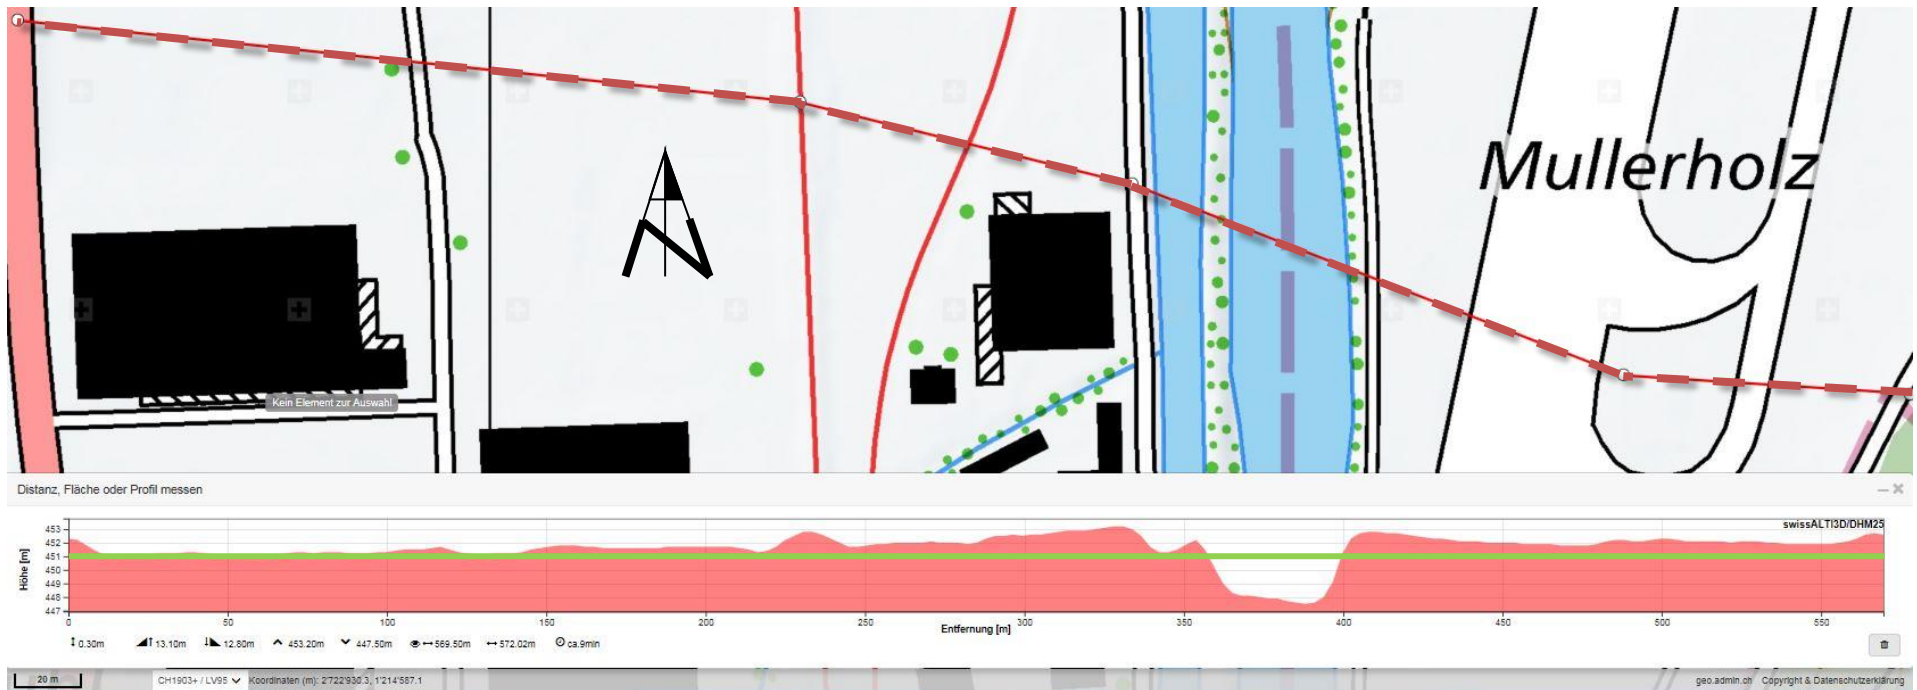 Mullerholz
N
Kein Element zur Auswahl
Distanz, Fläche oder Profil messen
swissALTI3D/DHM25
Höhe [m]
453
452
451
450
449
448
447
0 50 100 150 200 250 300 350 400 450 500 550
Entfernung [m]
0.30m 13.10m 12.80m 453.20m 447.50m 569.50m 572.02m ca.9min
20 m CH1903+ / LV95 Koordinaten (m): 2'722'930.3, 1'214'587.1 geo.admin.ch Copyright & Datenschutzerklärung